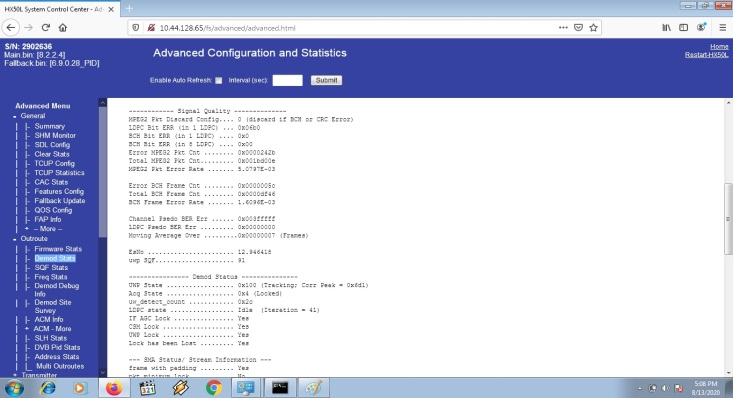 HX50L System Control Center - Adv
10.44.128.65/fs/advanced/advanced.html
S/N: 2902636
Main.bin: [8.2.2.4]
Fallback.bin: [6.9.0.28_PID]
Advanced Configuration and Statistics
Home
Restart-HX50L
Enable Auto Refresh: Interval (sec): Submit
Advanced Menu
General
Summary
SHM Monitor
SDL Config
Clear Stats
TCUP Config
TCUP Statistics
CAC Stats
Features Config
Fallback Update
QOS Config
FAP Info
-- More --
Outroute
Firmware Stats
Demod Stats
SQF Stats
Freq Stats
Demod Debug
Info
Demod Site
Survey
ACM Info
ACM - More
SLH Stats
DVB Pid Stats
Address Stats
Multi Outroutes
Transmitter
------------ Signal Quality --------------
MPEG2 Pkt Discard Config.... 0 (discard if BCH or CRC Error)
LDPC Bit ERR (in 1 LDPC) ... 0x06b0
BCH Bit ERR (in 1 LDPC) .... 0x0
BCH Bit ERR (in 8 LDPC) .... 0x00
Error MPEG2 Pkt Cnt ........ 0x0000242b
Total MPEG2 Pkt Cnt........ 0x001bd00e
MPEG2 Pkt Error Rate ....... 5.0797E-03
Error BCH Frame Cnt ........ 0x0000005c
Total BCH Frame Cnt ........ 0x0000df46
BCH Frame Error Rate ....... 1.6096E-03
Channel Psedo BER Err ...... 0x003fffff
LDPC Psedo BER Err ......... 0x00000000
Moving Average Over ........0x00000007 (Frames)
EsNo ...................... 12.946418
uwp SQF.................... 91
---------------- Demod Status ---------------
UWP State .................. 0x100 (Tracking; Corr Peak = 0x6d1)
Acq State .................. 0x4 (Locked)
uw_detect_count ............ 0x2c
LDPC state ................. Idle (Iteration = 41)
IF AGC Lock ................ Yes
CSM Lock ................... Yes
UWP Lock ................... Yes
Lock has been Lost ......... Yes
--- SMA Status/ Stream Information ---
frame with padding ......... Yes
pkt minimum lock ........... No
5:08 PM
8/13/2020